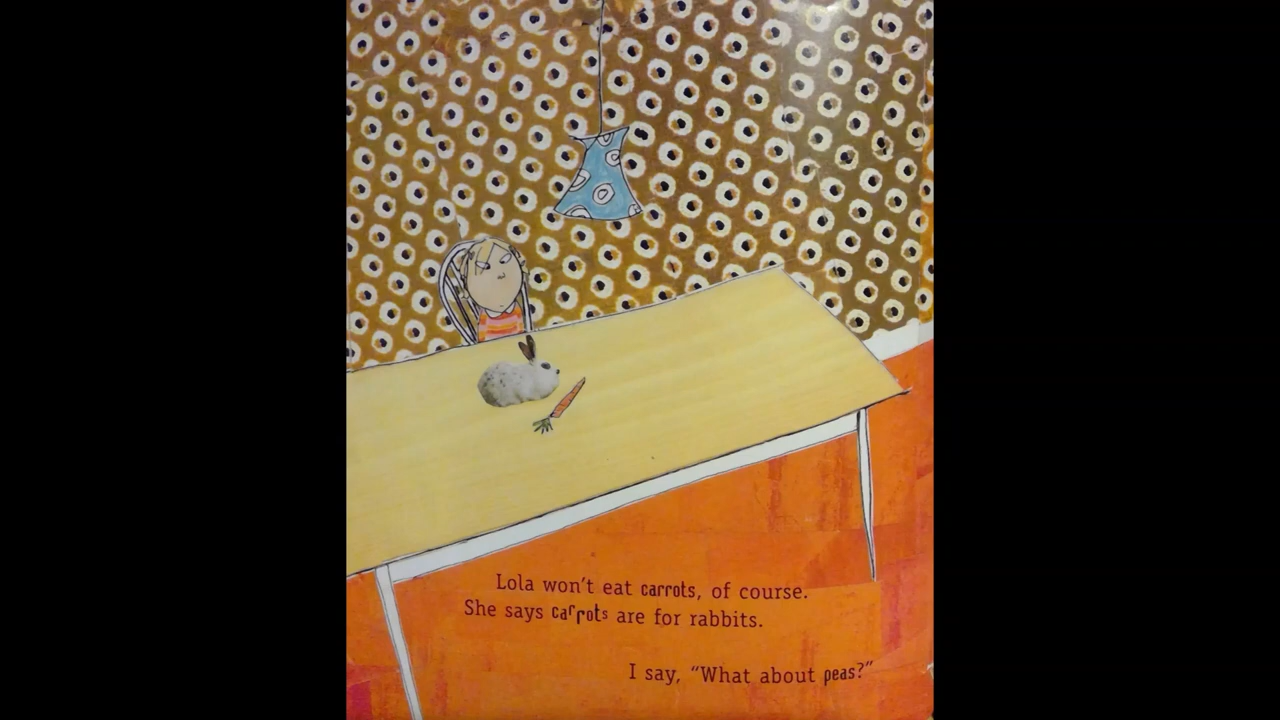 Lola won't eat carrots, of course.
She says carrots are for rabbits.
I say, "What about peas?"